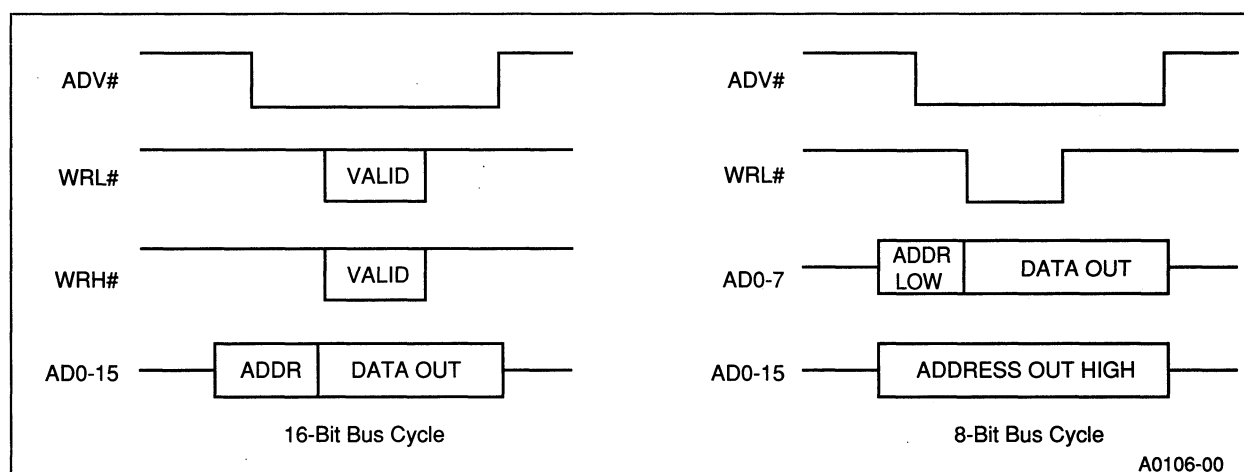 ADV#
WRL#
VALID
WRH#
VALID
AD0-15
ADDR
DATA OUT
16-Bit Bus Cycle
ADV#
WRL#
AD0-7
ADDR
LOW
DATA OUT
AD0-15
ADDRESS OUT HIGH
8-Bit Bus Cycle
A0106-00